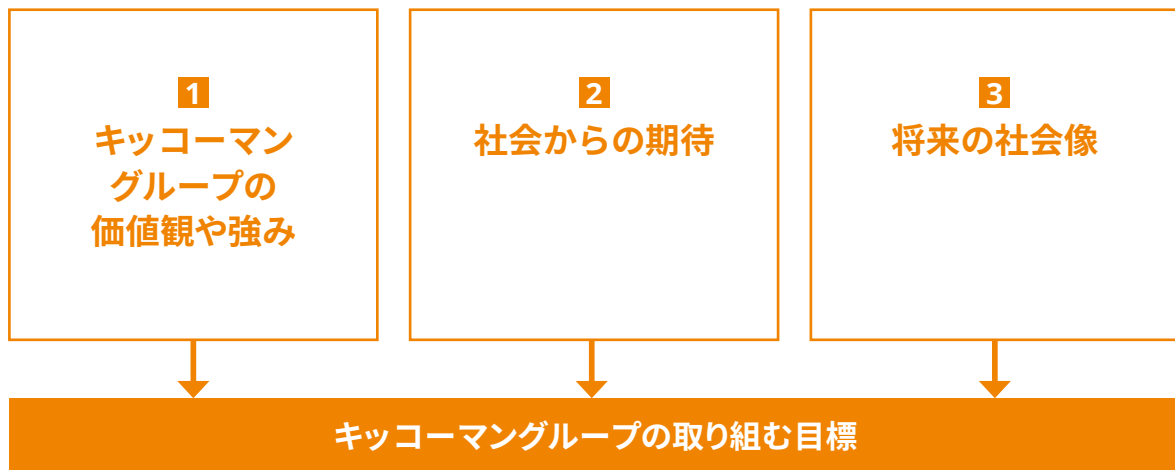 1
キッコーマン
グループの
価値観や強み
2
社会からの期待
3
将来の社会像
キッコーマングループの取り組む目標